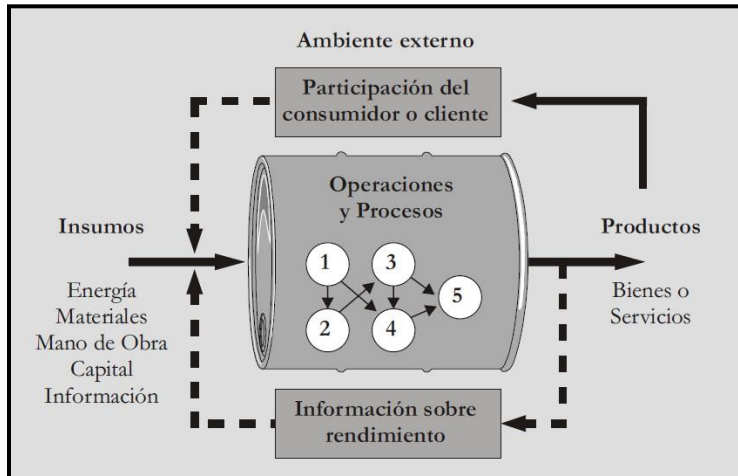 Ambiente externo
Participación del
consumidor o cliente
Operaciones
y Procesos
Insumos
Energía
Materiales
Mano de Obra
Capital
Información
1
3
5
2
4
Productos
Bienes o
Servicios
Información sobre
rendimiento